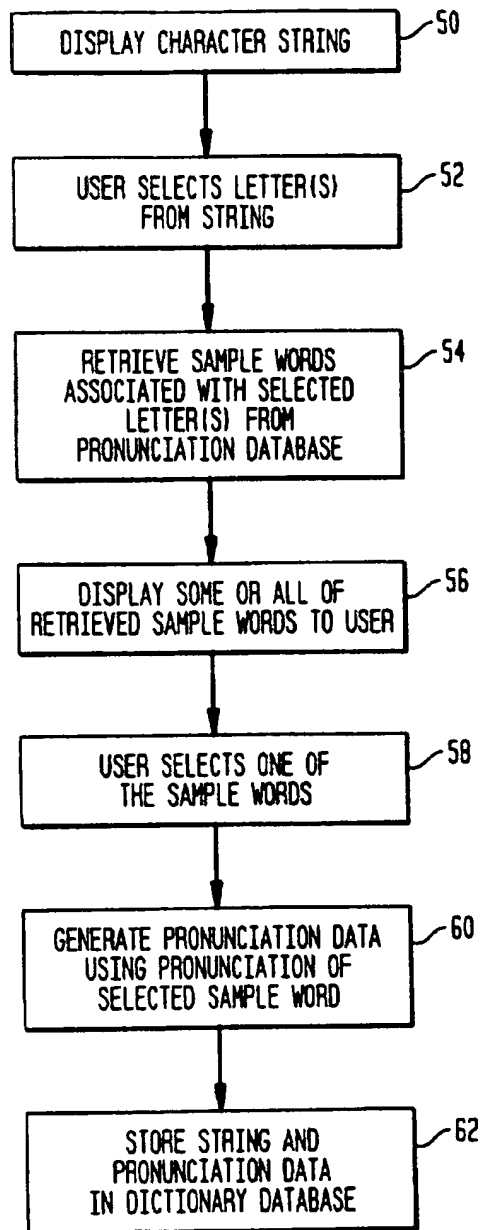 DISPLAY CHARACTER STRING
50
USER SELECTS LETTER(S)
FROM STRING
52
RETRIEVE SAMPLE WORDS
ASSOCIATED WITH SELECTED
LETTER(S) FROM
PRONUNCIATION DATABASE
54
DISPLAY SOME OR ALL OF
RETRIEVED SAMPLE WORDS TO USER
56
USER SELECTS ONE OF
THE SAMPLE WORDS
58
GENERATE PRONUNCIATION DATA
USING PRONUNCIATION OF
SELECTED SAMPLE WORD
60
STORE STRING AND
PRONUNCIATION DATA
IN DICTIONARY DATABASE
62